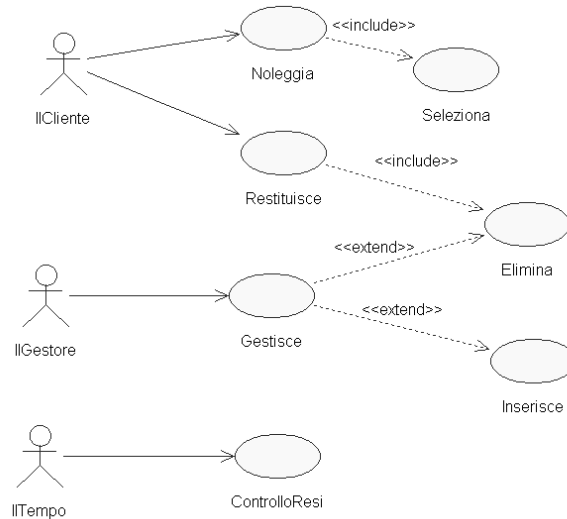 <<include>>
Noleggia
IlCliente
Seleziona
<<include>>
Restituisce
<<extend>>
Elimina
IlGestore
Gestisce
<<extend>>
Inserisce
IlTempo
ControlloResi